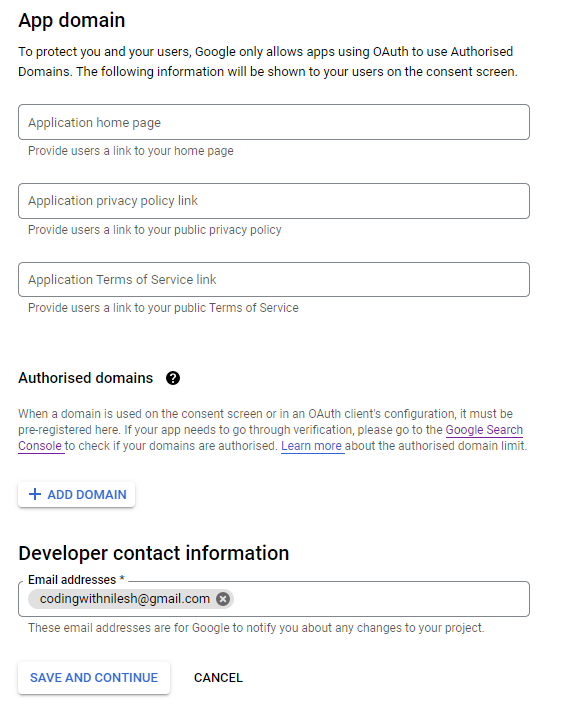 App domain
To protect you and your users, Google only allows apps using OAuth to use Authorised
Domains. The following information will be shown to your users on the consent screen.
Application home page
Provide users a link to your home page
Application privacy policy link
Provide users a link to your public privacy policy
Application Terms of Service link
Provide users a link to your public Terms of Service
Authorised domains ?
When a domain is used on the consent screen or in an OAuth client's configuration, it must be
pre-registered here. If your app needs to go through verification, please go to the Google Search
Console to check if your domains are authorised. Learn more about the authorised domain limit.
+ ADD DOMAIN
Developer contact information
Email addresses *
codingwithnilesh@gmail.com
These email addresses are for Google to notify you about any changes to your project.
SAVE AND CONTINUE CANCEL